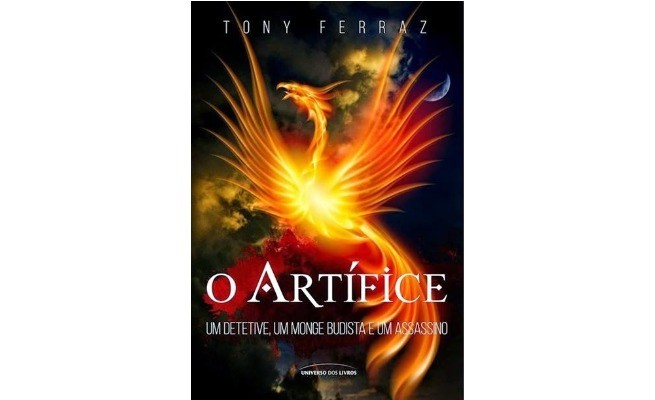 TONY FERRAZ
O ARTÍFICE
UM DETETIVE, UM MONGE BUDISTA E UM ASSASSINO
UNIVERSO DOS LIVROS